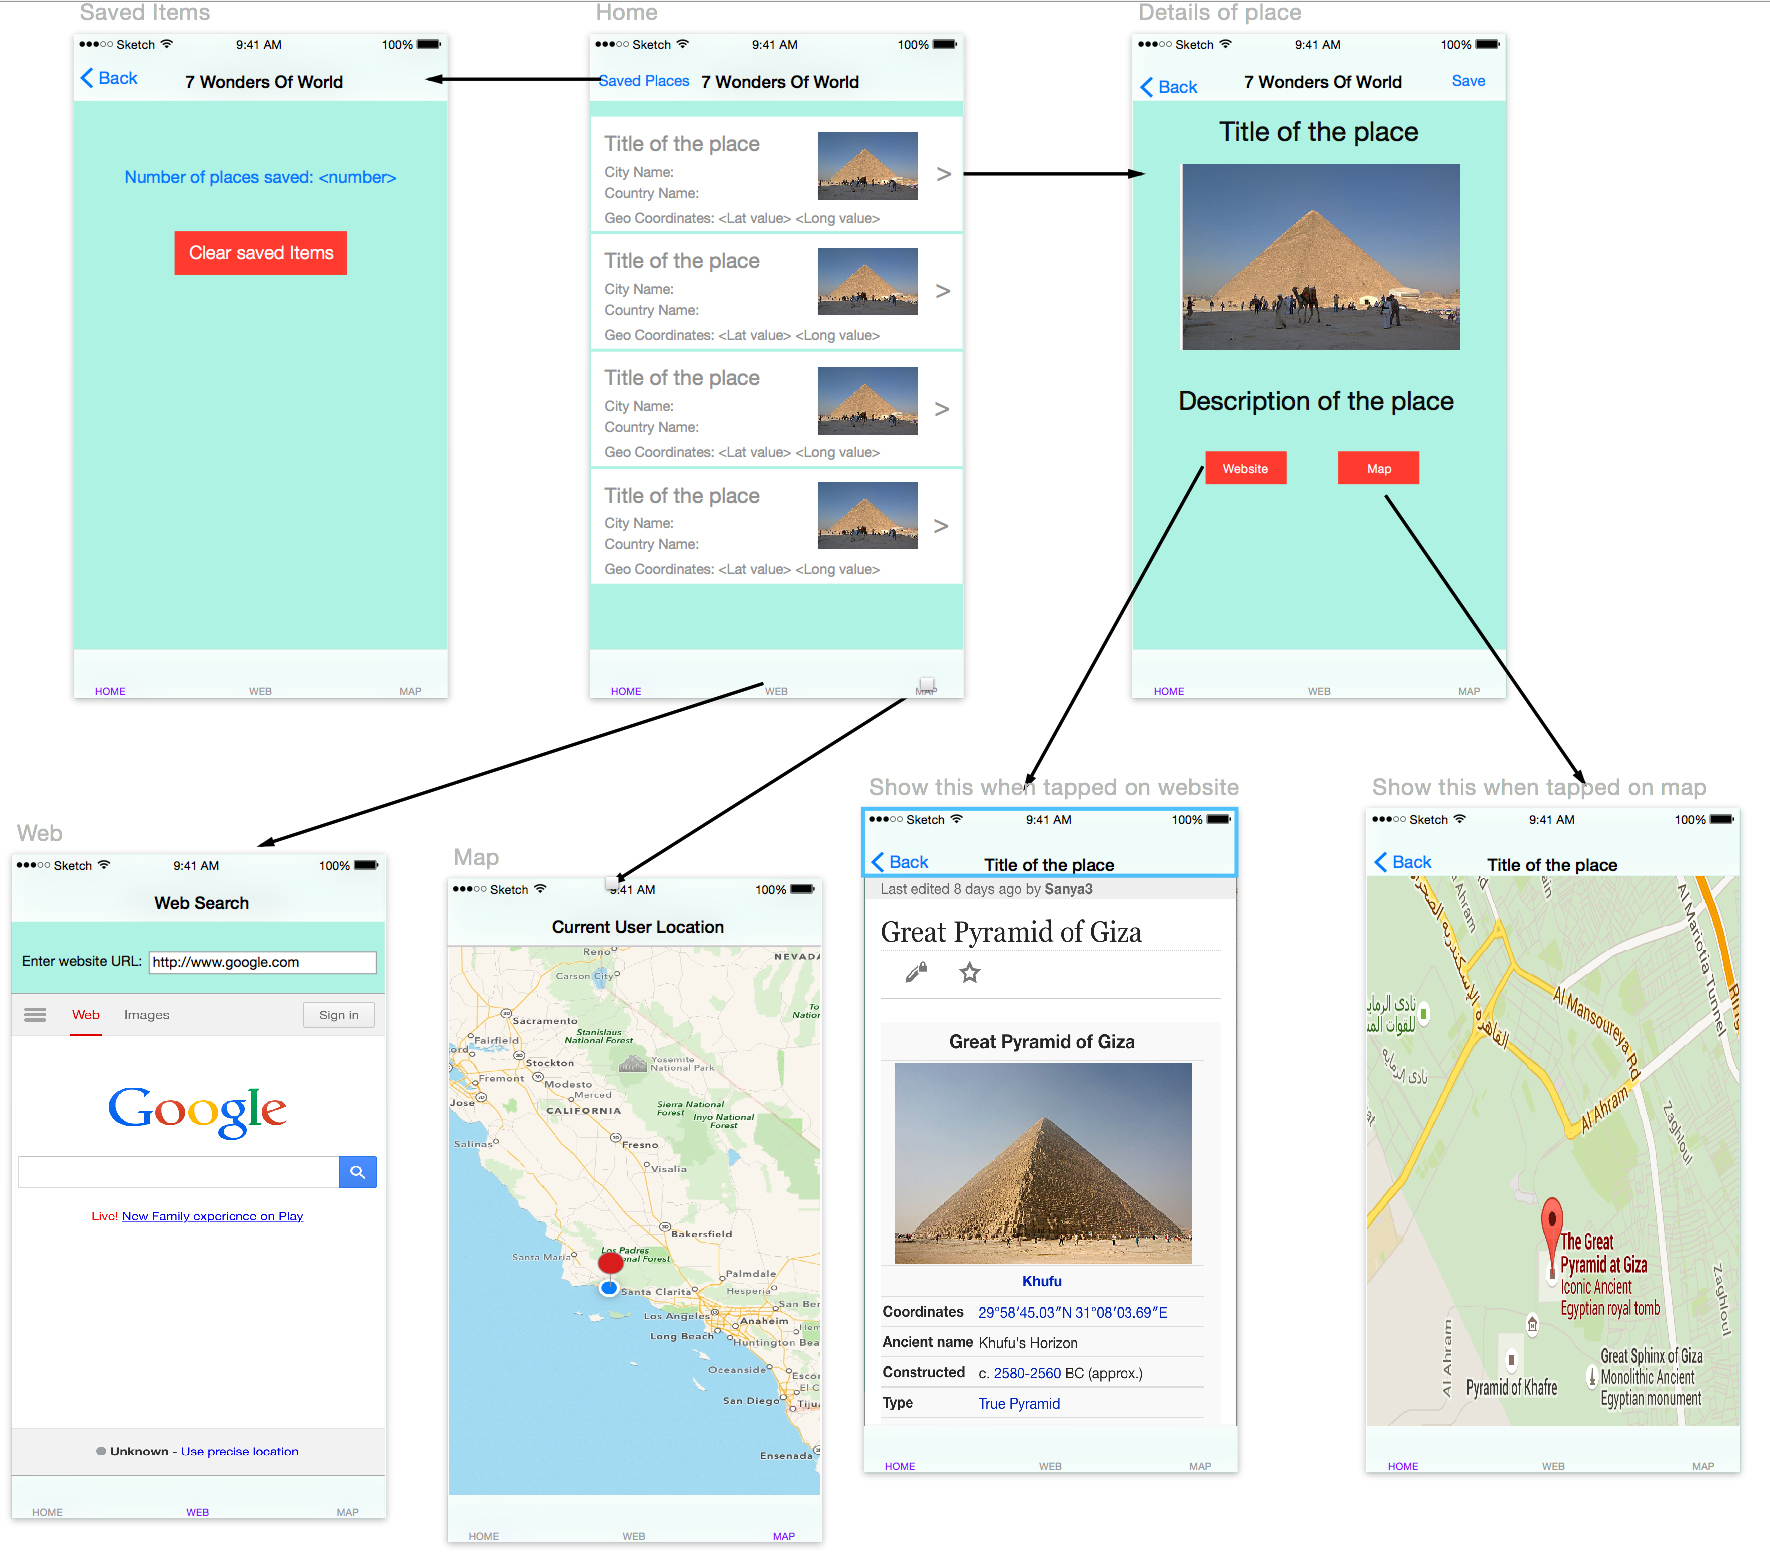 Saved Items
Sketch 9:41 AM 100%
Back 7 Wonders Of World
Number of places saved: <number>
Clear saved Items
HOME WEB MAP
Home
Sketch 9:41 AM 100%
Saved Places 7 Wonders Of World
Title of the place
City Name:
Country Name:
Geo Coordinates: <Lat value> <Long value>
>
Title of the place
City Name:
Country Name:
Geo Coordinates: <Lat value> <Long value>
>
Title of the place
City Name:
Country Name:
Geo Coordinates: <Lat value> <Long value>
>
Title of the place
City Name:
Country Name:
Geo Coordinates: <Lat value> <Long value>
>
HOME WEB MAP
Details of place
Sketch 9:41 AM 100%
Back 7 Wonders Of World Save
Title of the place
Description of the place
Website Map
HOME WEB MAP
Web
Sketch 9:41 AM 100%
Web Search
Enter website URL: http://www.google.com
Web Images Sign in
Google
Live! New Family experience on Play
Unknown - Use precise location
HOME WEB MAP
Map
Sketch 9:41 AM 100%
Current User Location
Reno
NEVADA
Carson City
Sacramento
Stanislaus
National Forest
Fairfield
Stockton
Yosemite
National Park
Fremont
Modesto
Merced
Jose
CALIFORNIA
Sierra National
Forest
Inyo National
Forest
Salinas
Fresno
Visalia
Bakersfield
Santa Maria
Los Padres
Palmdale
Santa Clarita
Hesperia
San Ber
Los Angeles
Anaheim
Long Beach
Huntington Bea
Oceanside
Escon
El C
San Diego
Tijua
Ensenada
HOME WEB MAP
Show this when tapped on website
Sketch 9:41 AM 100%
Back Title of the place
Last edited 8 days ago by Sanya3
Great Pyramid of Giza
Great Pyramid of Giza
Khufu
Coordinates 29°58′45.03″N 31°08′03.69″E
Ancient name Khufu's Horizon
Constructed c. 2580-2560 BC (approx.)
Type True Pyramid
HOME WEB MAP
Show this when tapped on map
Sketch 9:41 AM 100%
Back Title of the place
Al Ahram
Al Mariotia Tunnel
Ring
Al Mansoureya Rd
نادى الرماية
للقوات
نادى الرماية
القاهرة
Al Ahram
Zaghloul
The Great
Pyramid at Giza
Iconic Ancient
Egyptian royal tomb
Zaghloul
Al Ahram
Great Sphinx of Giza
Monolithic Ancient
Egyptian monument
Pyramid of Khafre
HOME WEB MAP